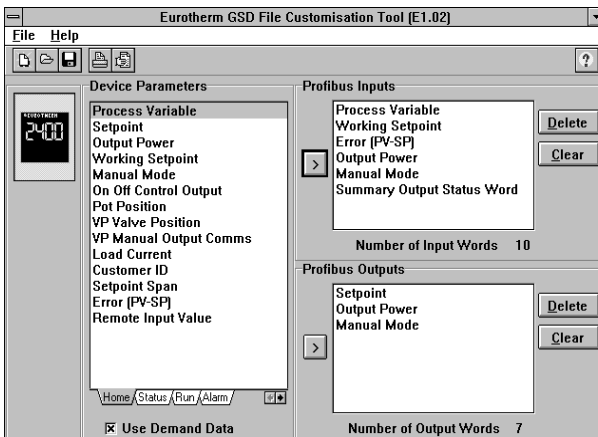 Eurotherm GSD File Customisation Tool (E1.02)
File Help
?
Device Parameters
EUROTHERM
2400
Process Variable
Setpoint
Output Power
Working Setpoint
Manual Mode
On Off Control Output
Pot Position
VP Valve Position
VP Manual Output Comms
Load Current
Customer ID
Setpoint Span
Error (PV-SP)
Remote Input Value
Home Status Run Alarm
Use Demand Data
Profibus Inputs
>
Process Variable
Working Setpoint
Error (PV-SP)
Output Power
Manual Mode
Summary Output Status Word
Delete
Clear
Number of Input Words 10
Profibus Outputs
>
Setpoint
Output Power
Manual Mode
Delete
Clear
Number of Output Words 7